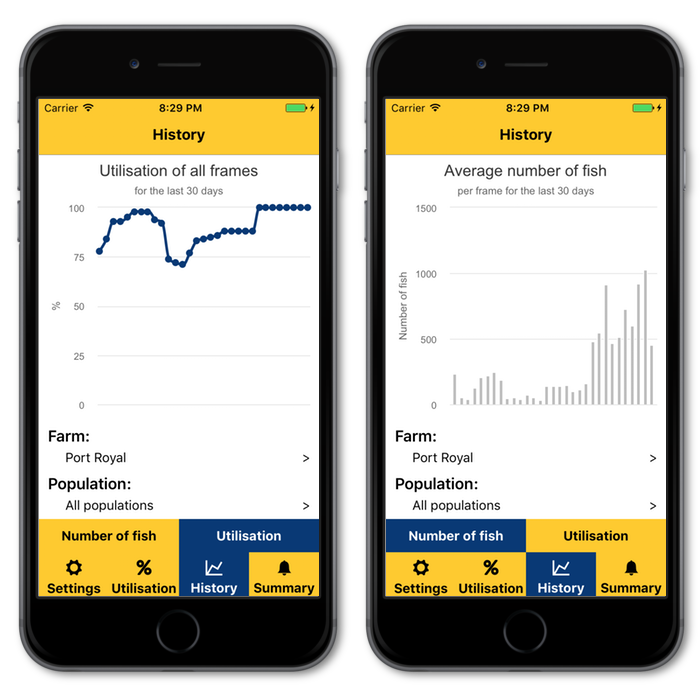 Carrier 8:29 PM
History
Utilisation of all frames
for the last 30 days
100
75
%
50
25
0
Farm:
Port Royal >
Population:
All populations >
Number of fish Utilisation
Settings % Utilisation History Summary
Carrier 8:29 PM
History
Average number of fish
per frame for the last 30 days
1500
1000
Number of fish
500
0
Farm:
Port Royal >
Population:
All populations >
Number of fish Utilisation
Settings % Utilisation History Summary